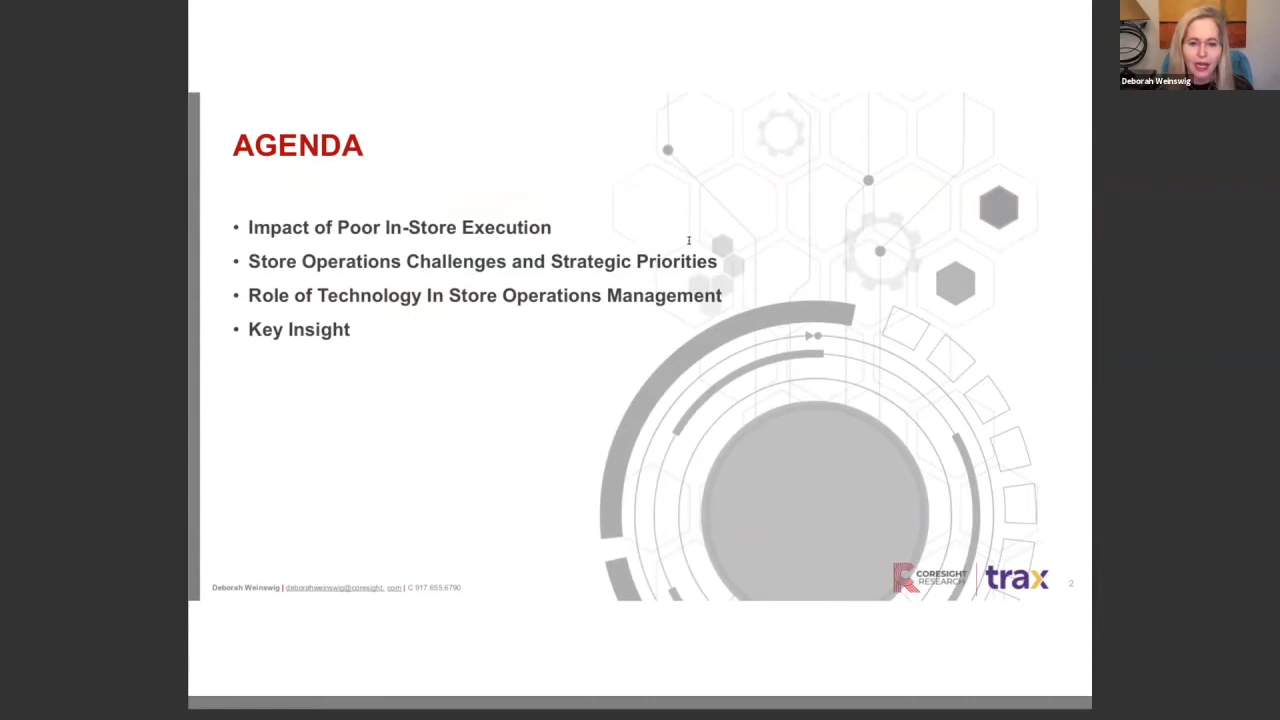 Deborah Weinswig
AGENDA
• Impact of Poor In-Store Execution
• Store Operations Challenges and Strategic Priorities
• Role of Technology In Store Operations Management
• Key Insight
Deborah Weinswig | deborahweinswig@coresight. com | C 917.655.6790
CORESIGHT
RESEARCH
trax
2